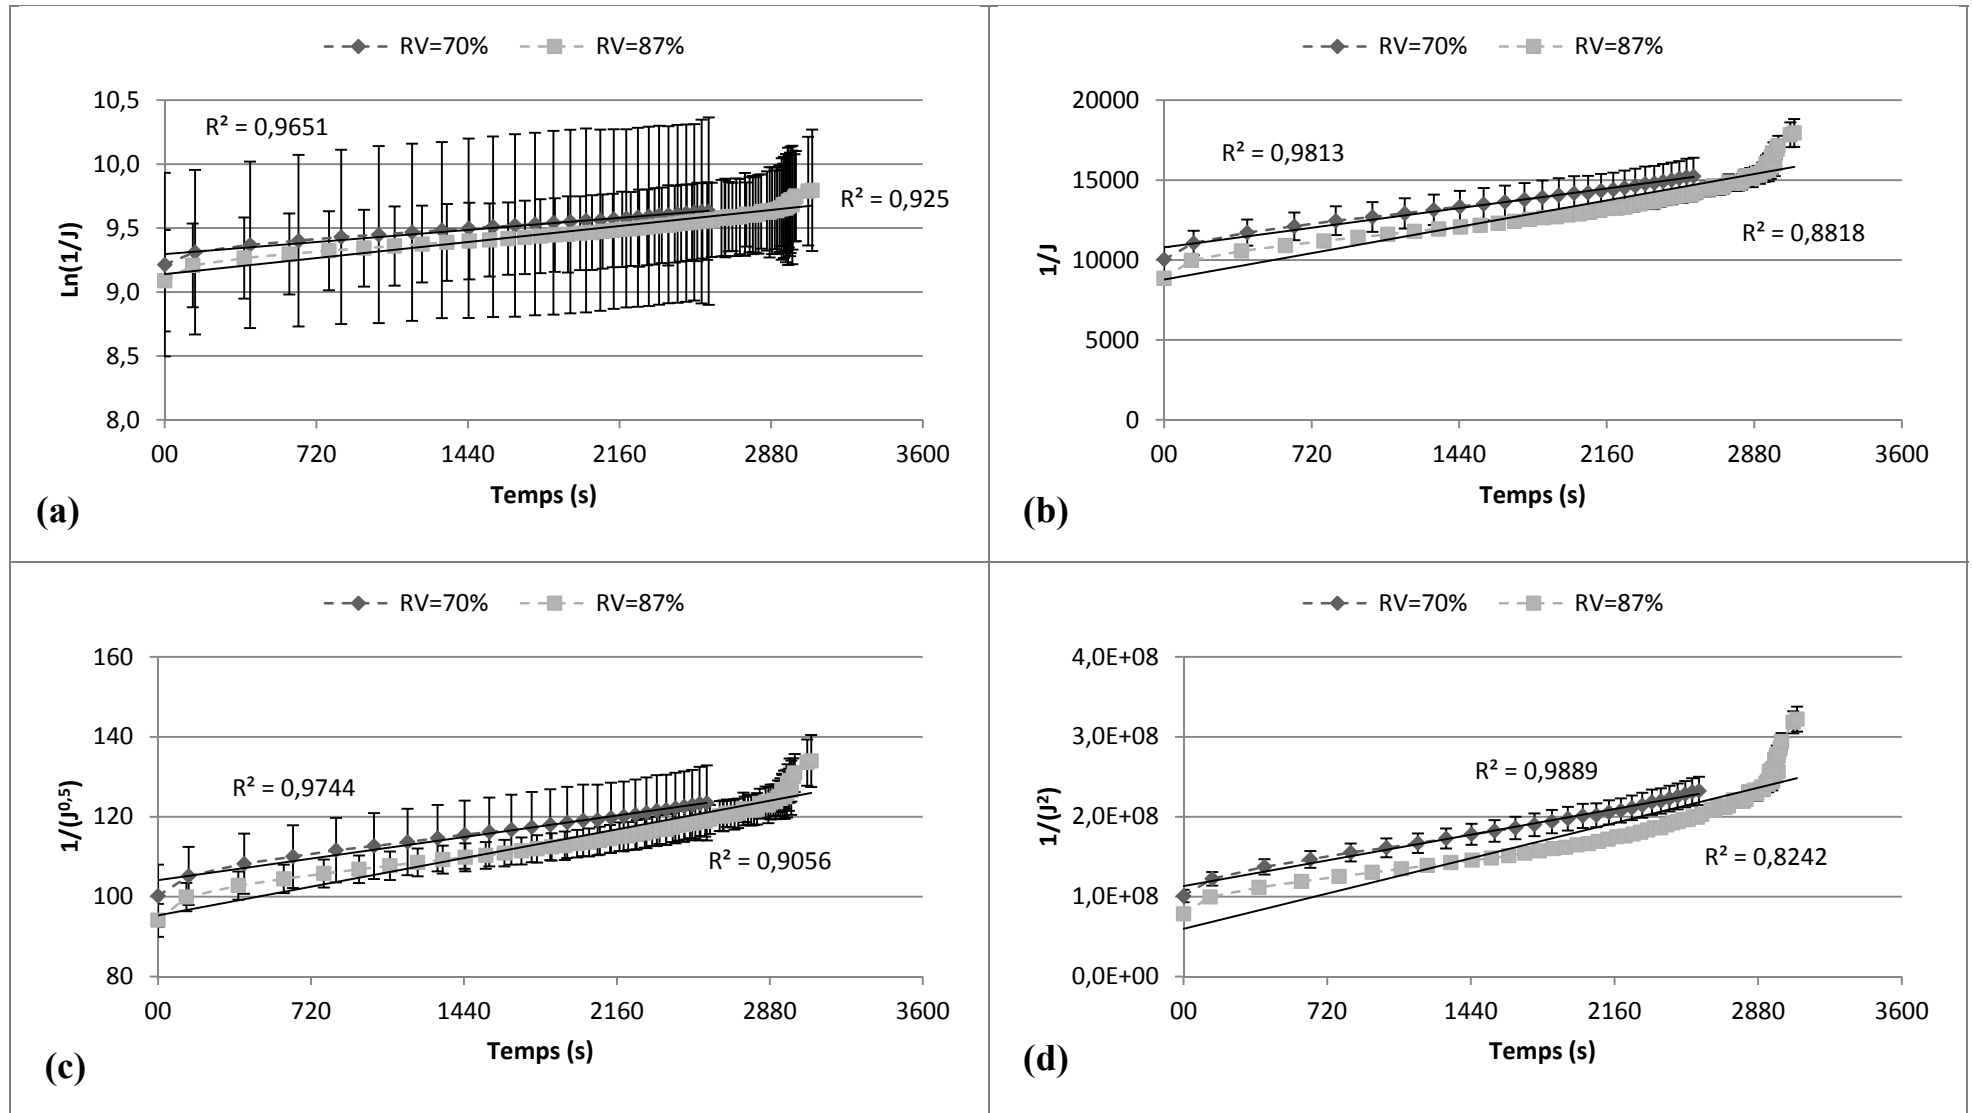 RV=70% RV=87%
10,5
10,0
9,5
9,0
8,5
8,0
Ln(1/J)
R² = 0,9651
R² = 0,925
00 720 1440 2160 2880 3600
Temps (s)
(a)
RV=70% RV=87%
20000
15000
10000
5000
0
1/J
R² = 0,9813
R² = 0,8818
00 720 1440 2160 2880 3600
Temps (s)
(b)
RV=70% RV=87%
160
140
120
100
80
1/(J⁰,⁵)
R² = 0,9744
R² = 0,9056
00 720 1440 2160 2880 3600
Temps (s)
(c)
RV=70% RV=87%
4,0E+08
3,0E+08
2,0E+08
1,0E+08
0,0E+00
1/(J²)
R² = 0,9889
R² = 0,8242
00 720 1440 2160 2880 3600
Temps (s)
(d)